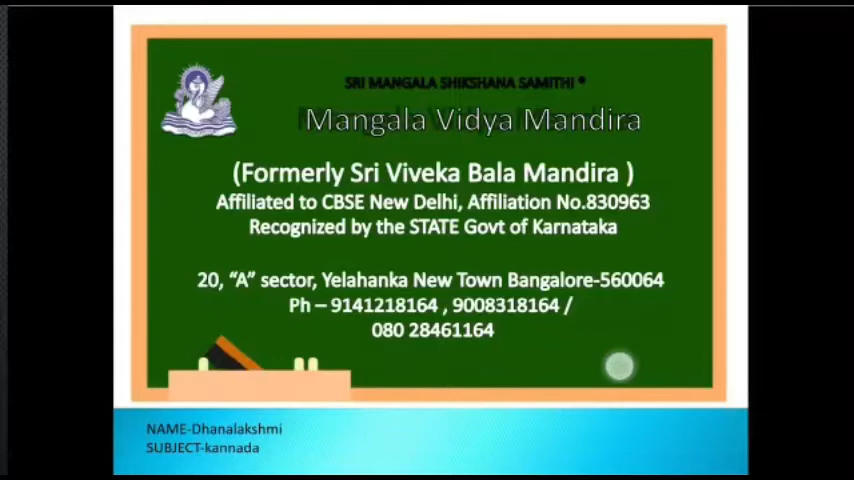 SRI MANGALA SHIKSHANA SAMITHI ®
Mangala Vidya Mandira
(Formerly Sri Viveka Bala Mandira )
Affiliated to CBSE New Delhi, Affiliation No.830963
Recognized by the STATE Govt of Karnataka
20, “A” sector, Yelahanka New Town Bangalore-560064
Ph – 9141218164 , 9008318164 /
080 28461164
NAME-Dhanalakshmi
SUBJECT-kannada